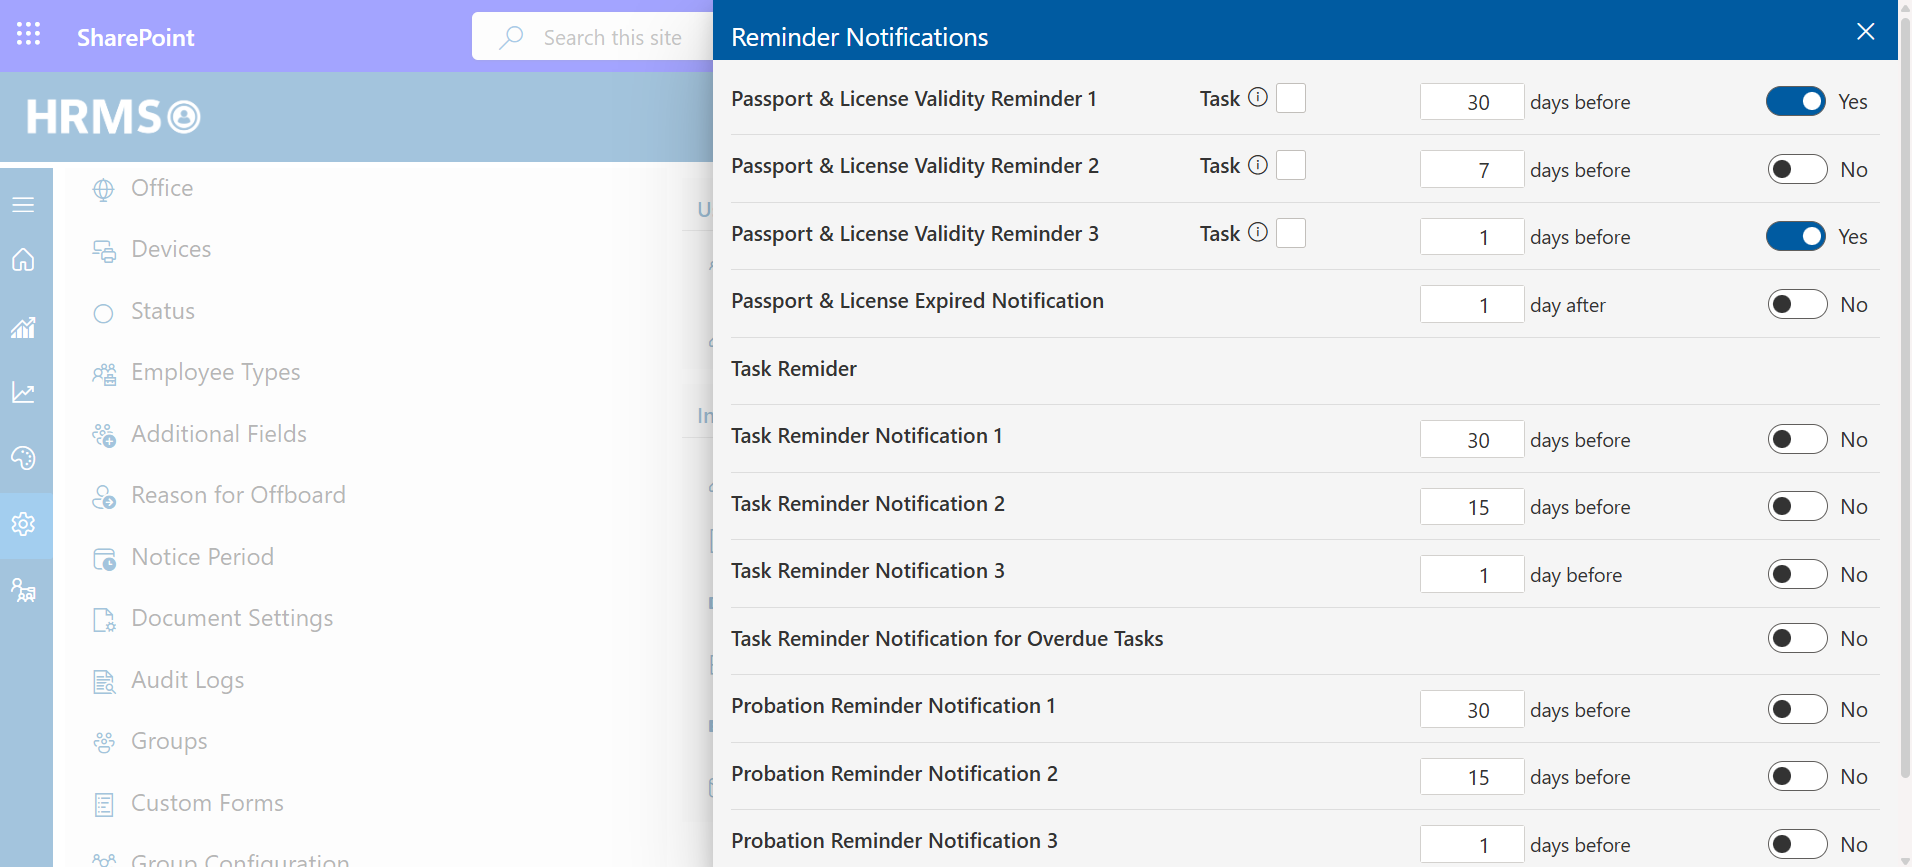 SharePoint
Search this site
HRMS
Office
Devices
Status
Employee Types
Additional Fields
Reason for Offboard
Notice Period
Document Settings
Audit Logs
Groups
Custom Forms
Group Configuration
Reminder Notifications
Passport & License Validity Reminder 1 Task 30 days before Yes
Passport & License Validity Reminder 2 Task 7 days before No
Passport & License Validity Reminder 3 Task 1 days before Yes
Passport & License Expired Notification 1 day after No
Task Remider
Task Reminder Notification 1 30 days before No
Task Reminder Notification 2 15 days before No
Task Reminder Notification 3 1 day before No
Task Reminder Notification for Overdue Tasks No
Probation Reminder Notification 1 30 days before No
Probation Reminder Notification 2 15 days before No
Probation Reminder Notification 3 1 days before No